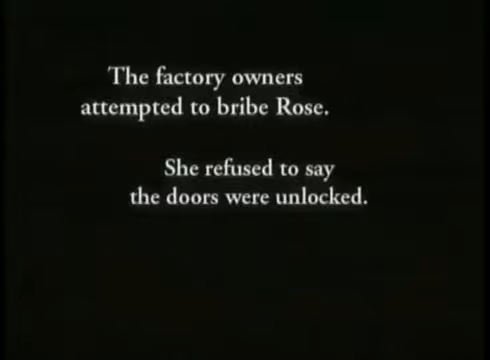 The factory owners
attempted to bribe Rose.
She refused to say
the doors were unlocked.